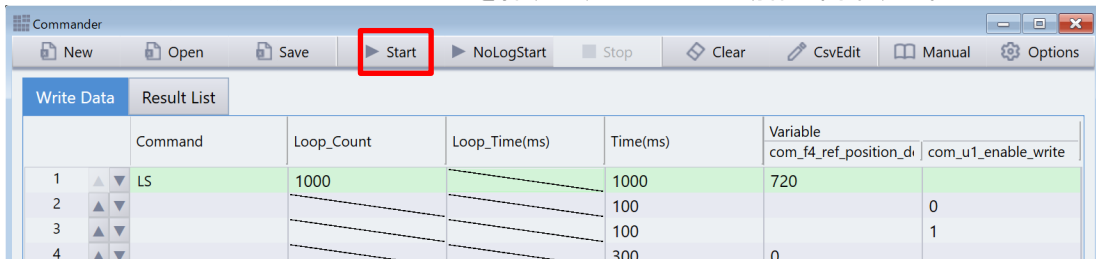 Commander
New Open Save Start NoLogStart Stop Clear CsvEdit Manual Options
Write Data Result List
Command Loop_Count Loop_Time(ms) Time(ms) Variable
com_f4_ref_position_d com_u1_enable_write
1 LS 1000 1000 720
2 100 0
3 100 1
4 300 0